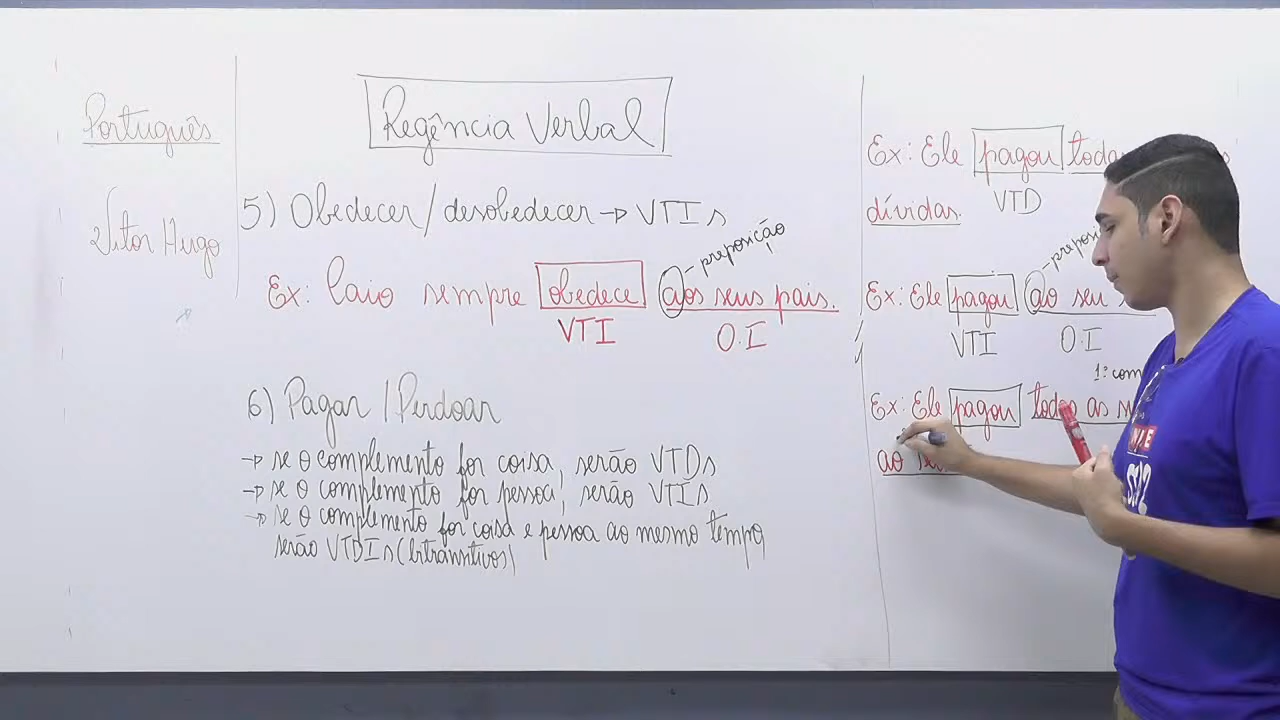 Português
Vitor Hugo
Regência Verbal
5) Obedecer/desobedecer → VTIs
preposição
Ex: Caio sempre obedece aos seus pais.
VTI O.I
6) Pagar / Perdoar
→ se o complemento for coisa, serão VTDs
→ se o complemento for pessoa, serão VTIs
→ se o complemento for coisa e pessoa ao mesmo tempo,
serão VTDIs (bitransitivos)
Ex: Ele pagou
dívidas.
VTD
Ex: Ele pagou ao seu
VTI O.I
Ex: Ele pagou as
ao